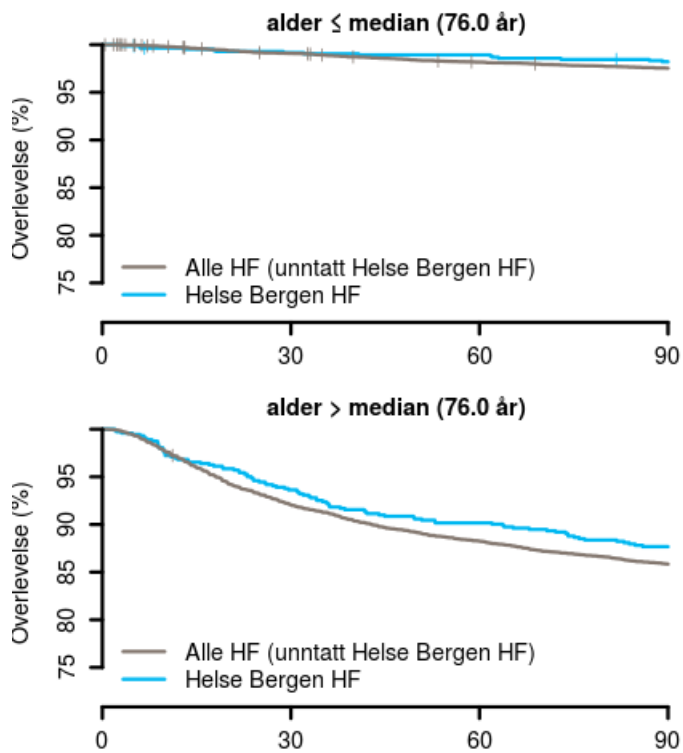 alder ≤ median (76.0 år)
Overlevelse (%)
95
90
85
80
75
Alle HF (unntatt Helse Bergen HF)
Helse Bergen HF
0 30 60 90
alder > median (76.0 år)
Overlevelse (%)
95
90
85
80
75
Alle HF (unntatt Helse Bergen HF)
Helse Bergen HF
0 30 60 90